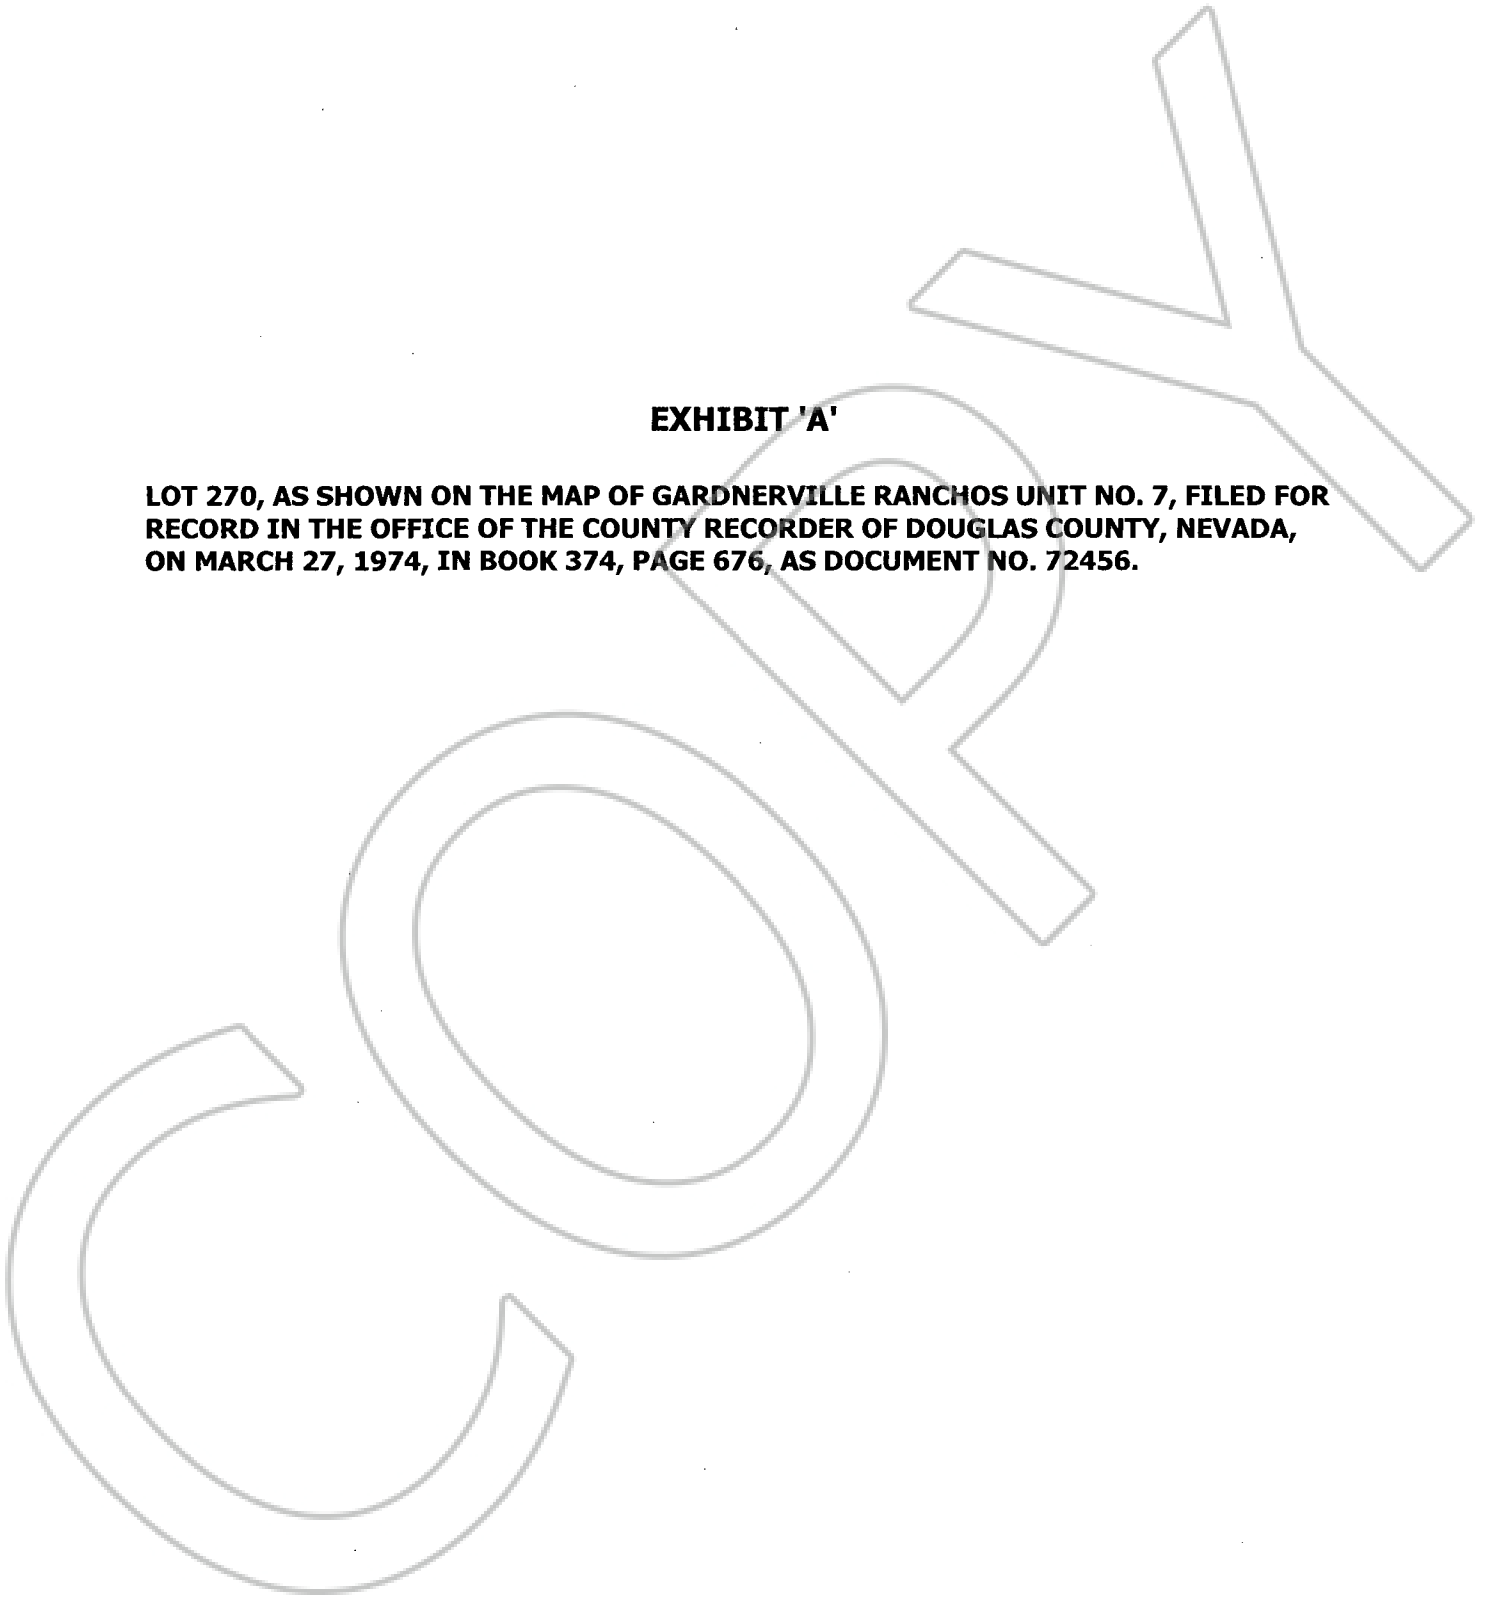 EXHIBIT 'A'
LOT 270, AS SHOWN ON THE MAP OF GARDNERVILLE RANCHOS UNIT NO. 7, FILED FOR
RECORD IN THE OFFICE OF THE COUNTY RECORDER OF DOUGLAS COUNTY, NEVADA,
ON MARCH 27, 1974, IN BOOK 374, PAGE 676, AS DOCUMENT NO. 72456.
COPY